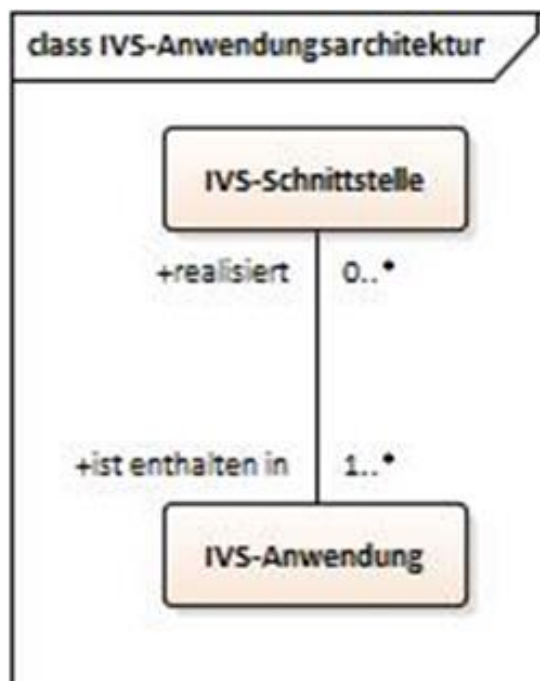 class IVS-Anwendungsarchitektur
IVS-Schnittstelle
+realisiert 0..*
+ist enthalten in 1..*
IVS-Anwendung